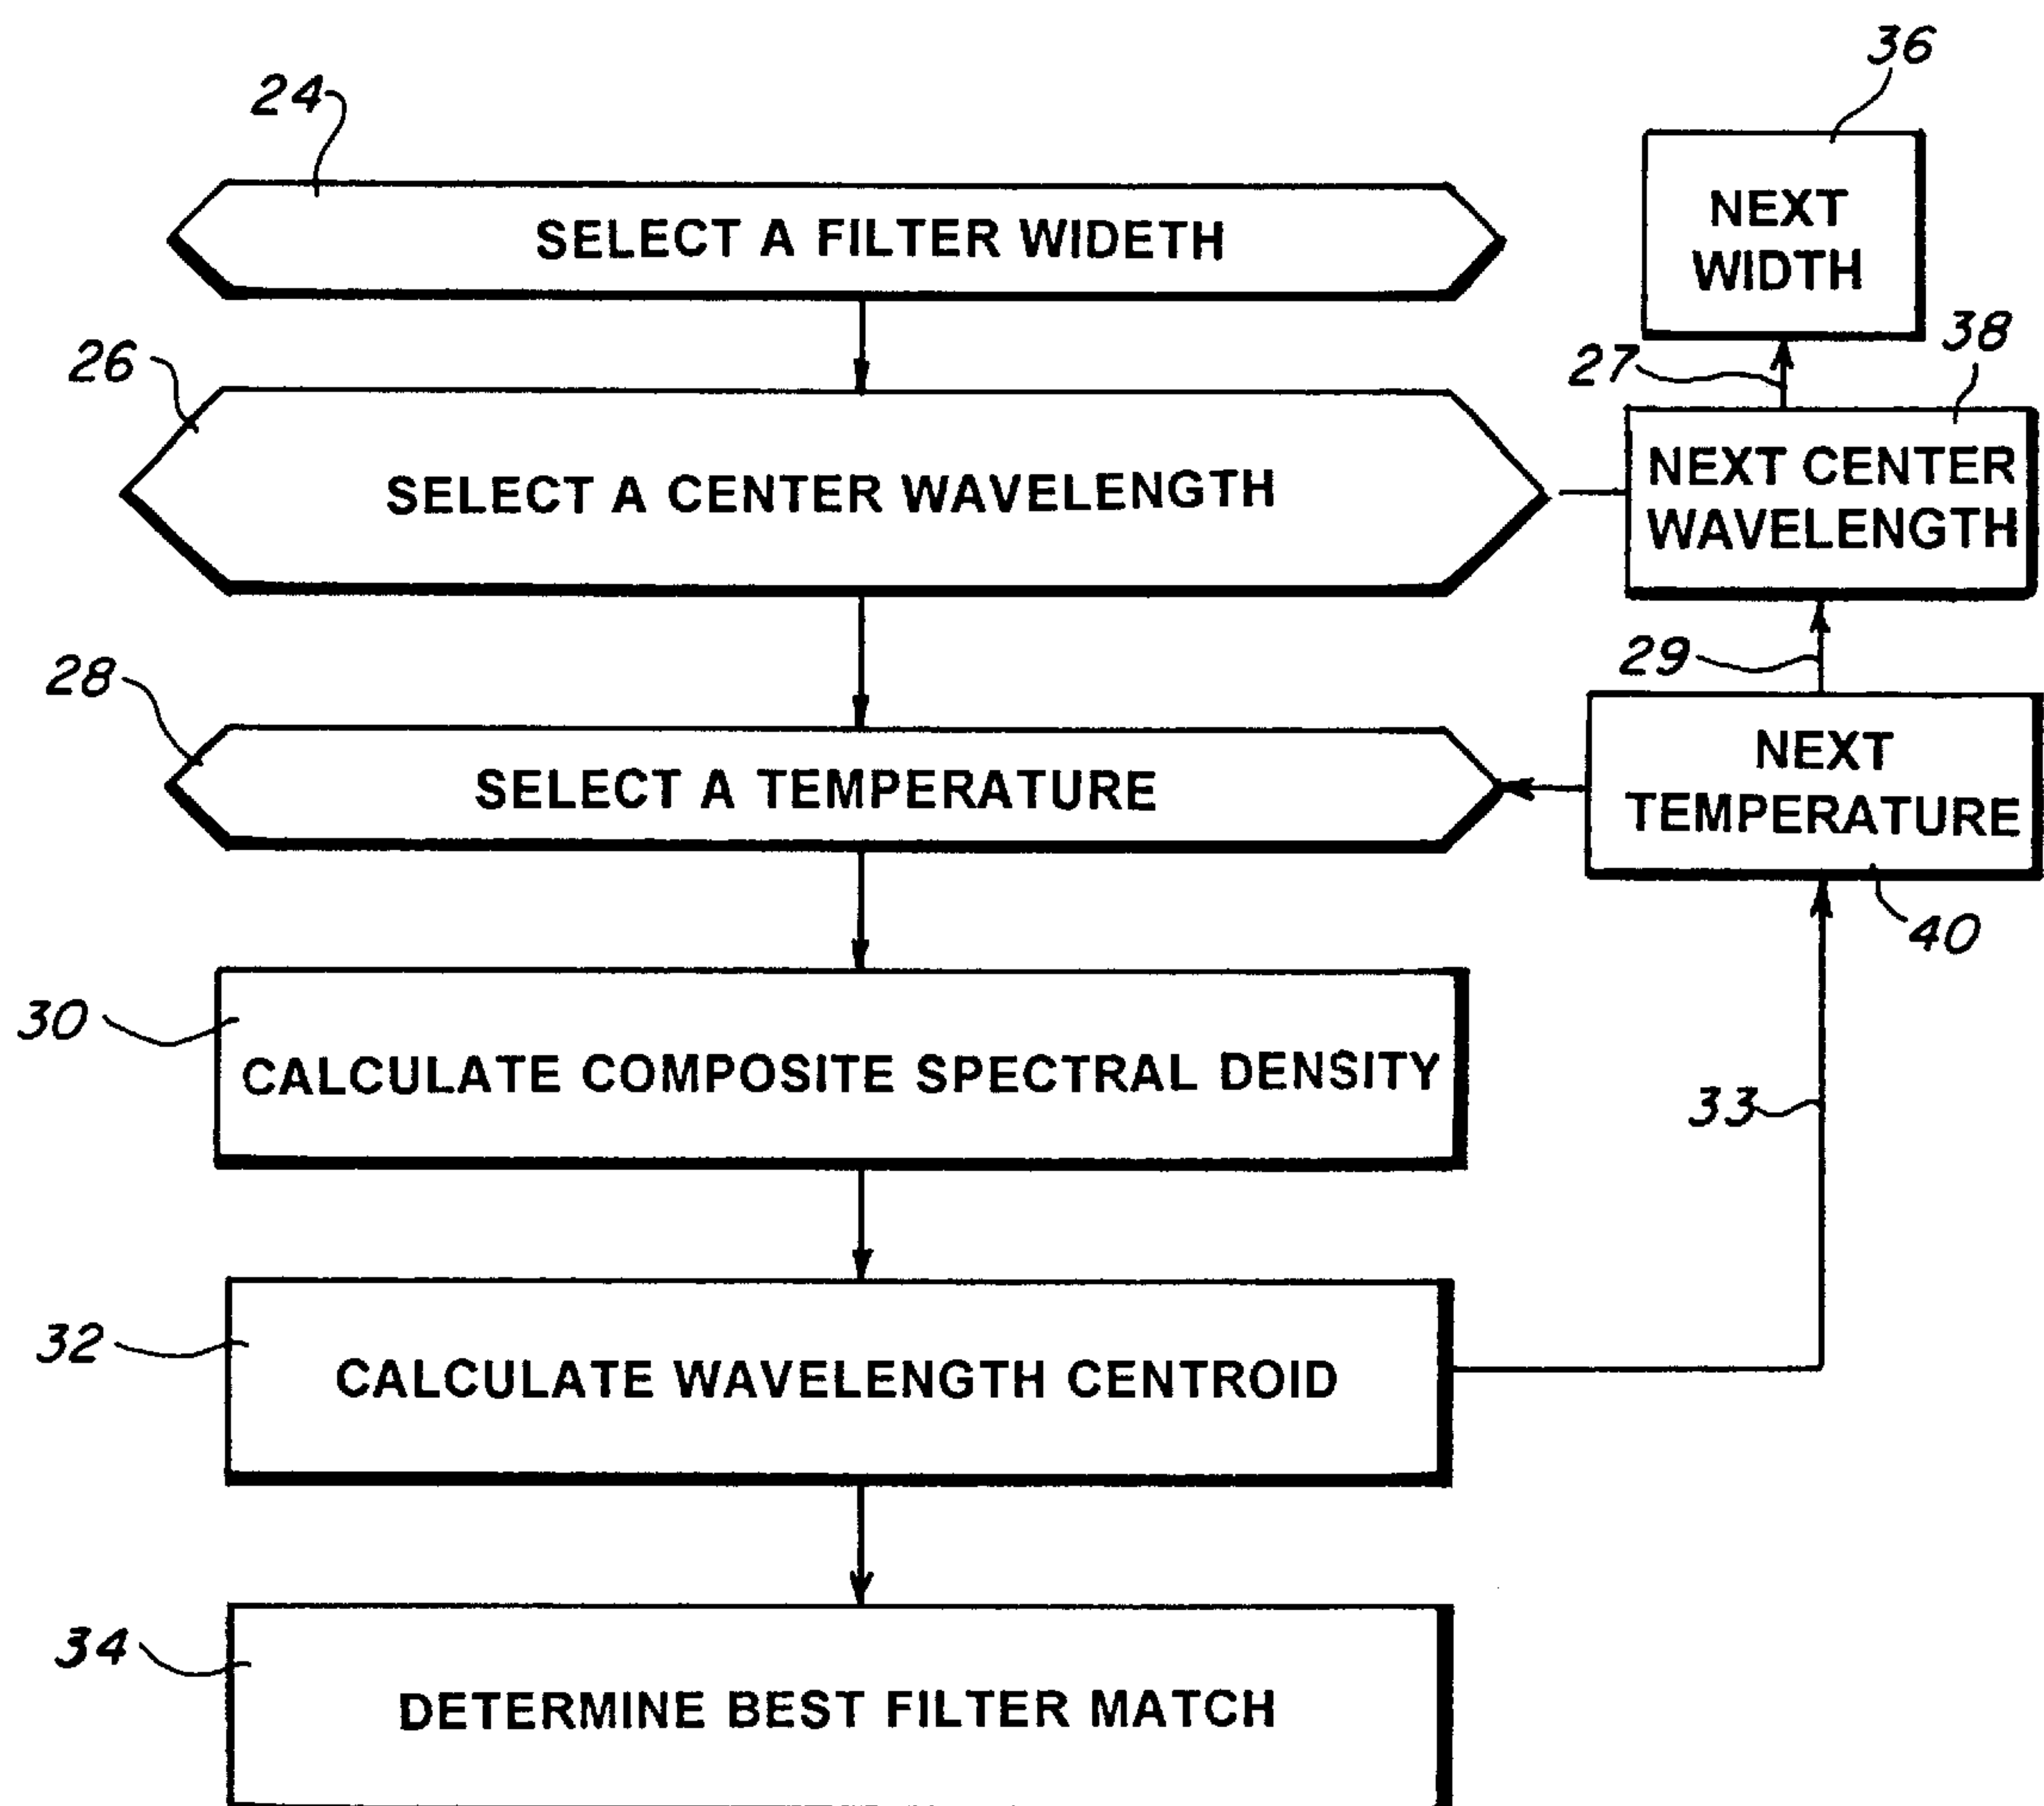 36
24
SELECT A FILTER WIDETH
NEXT
WIDTH
26
27
38
SELECT A CENTER WAVELENGTH
NEXT CENTER
WAVELENGTH
28
29
SELECT A TEMPERATURE
NEXT
TEMPERATURE
40
30
CALCULATE COMPOSITE SPECTRAL DENSITY
33
32
CALCULATE WAVELENGTH CENTROID
34
DETERMINE BEST FILTER MATCH